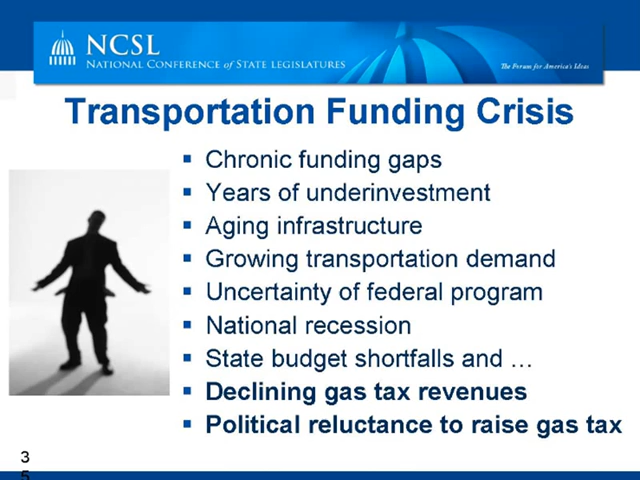 NCSL
NATIONAL CONFERENCE of STATE LEGISLATURES
The Forum for America's Ideas
Transportation Funding Crisis
▪ Chronic funding gaps
▪ Years of underinvestment
▪ Aging infrastructure
▪ Growing transportation demand
▪ Uncertainty of federal program
▪ National recession
▪ State budget shortfalls and …
▪ Declining gas tax revenues
▪ Political reluctance to raise gas tax
3
5